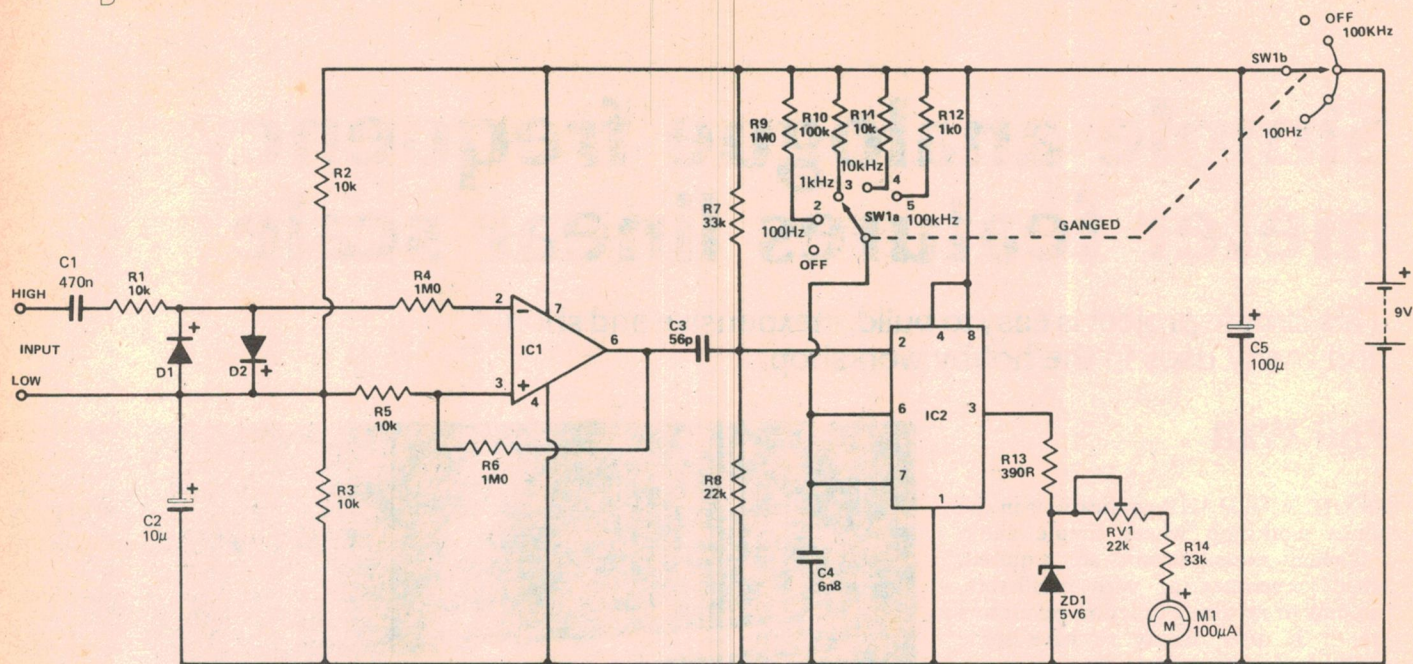 OFF
100KHz
SW1b
100Hz
R9
1M0
R10
100k
R11
10k
R12
1k0
R2
10k
R7
33k
1kHz
3
10kHz
4
2
SW1a
5
100kHz
100Hz
OFF
GANGED
+
9V
C1
470n
R1
10k
R4
1M0
HIGH
INPUT
LOW
+
D1
D2
+
2
7
−
IC1
6
3
+
4
C3
56p
2
4
8
6
IC2
3
7
1
+
C5
100μ
R5
10k
R6
1M0
R3
10k
+
C2
10μ
R8
22k
C4
6n8
R13
390R
RV1
22k
R14
33k
ZD1
5V6
+
M
M1
100μA